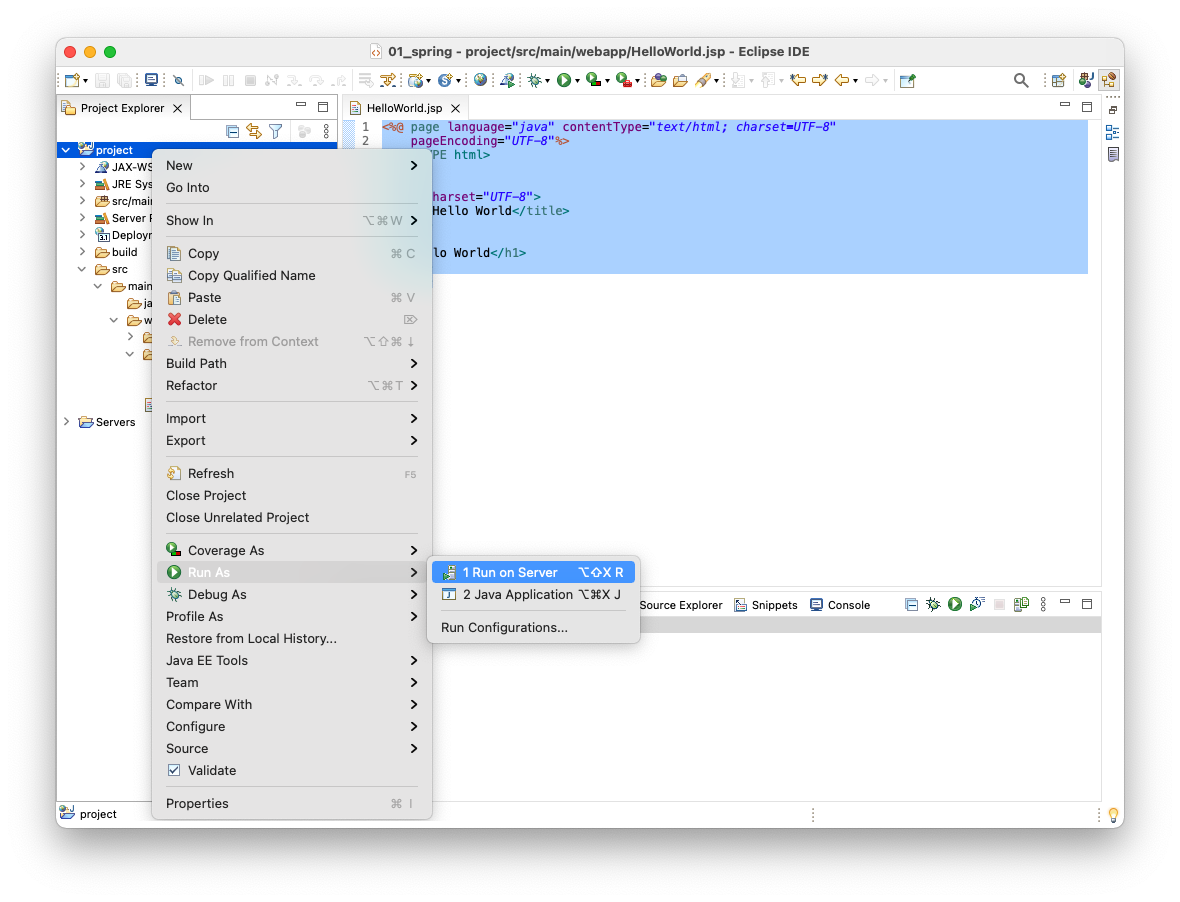 01_spring - project/src/main/webapp/HelloWorld.jsp - Eclipse IDE
Project Explorer
HelloWorld.jsp
project
JAX-WS
JRE Sys
src/mai
Server R
Deploym
build
src
main
ja
w
Servers
1 <%@ page language="java" contentType="text/html; charset=UTF-8"
2 pageEncoding="UTF-8"%>
PE html>
harset="UTF-8">
Hello World</title>
lo World</h1>
New
Go Into
Show In ⌥⌘W
Copy ⌘ C
Copy Qualified Name
Paste ⌘ V
Delete ⌦
Remove from Context ⌥⇧⌘ ↓
Build Path
Refactor ⌥⌘T
Import
Export
Refresh F5
Close Project
Close Unrelated Project
Coverage As
Run As
Debug As
Profile As
Restore from Local History...
Java EE Tools
Team
Compare With
Configure
Source
Validate
Properties ⌘ I
1 Run on Server ⌥⇧X R
2 Java Application ⌥⌘X J
Run Configurations...
Source Explorer
Snippets
Console
project